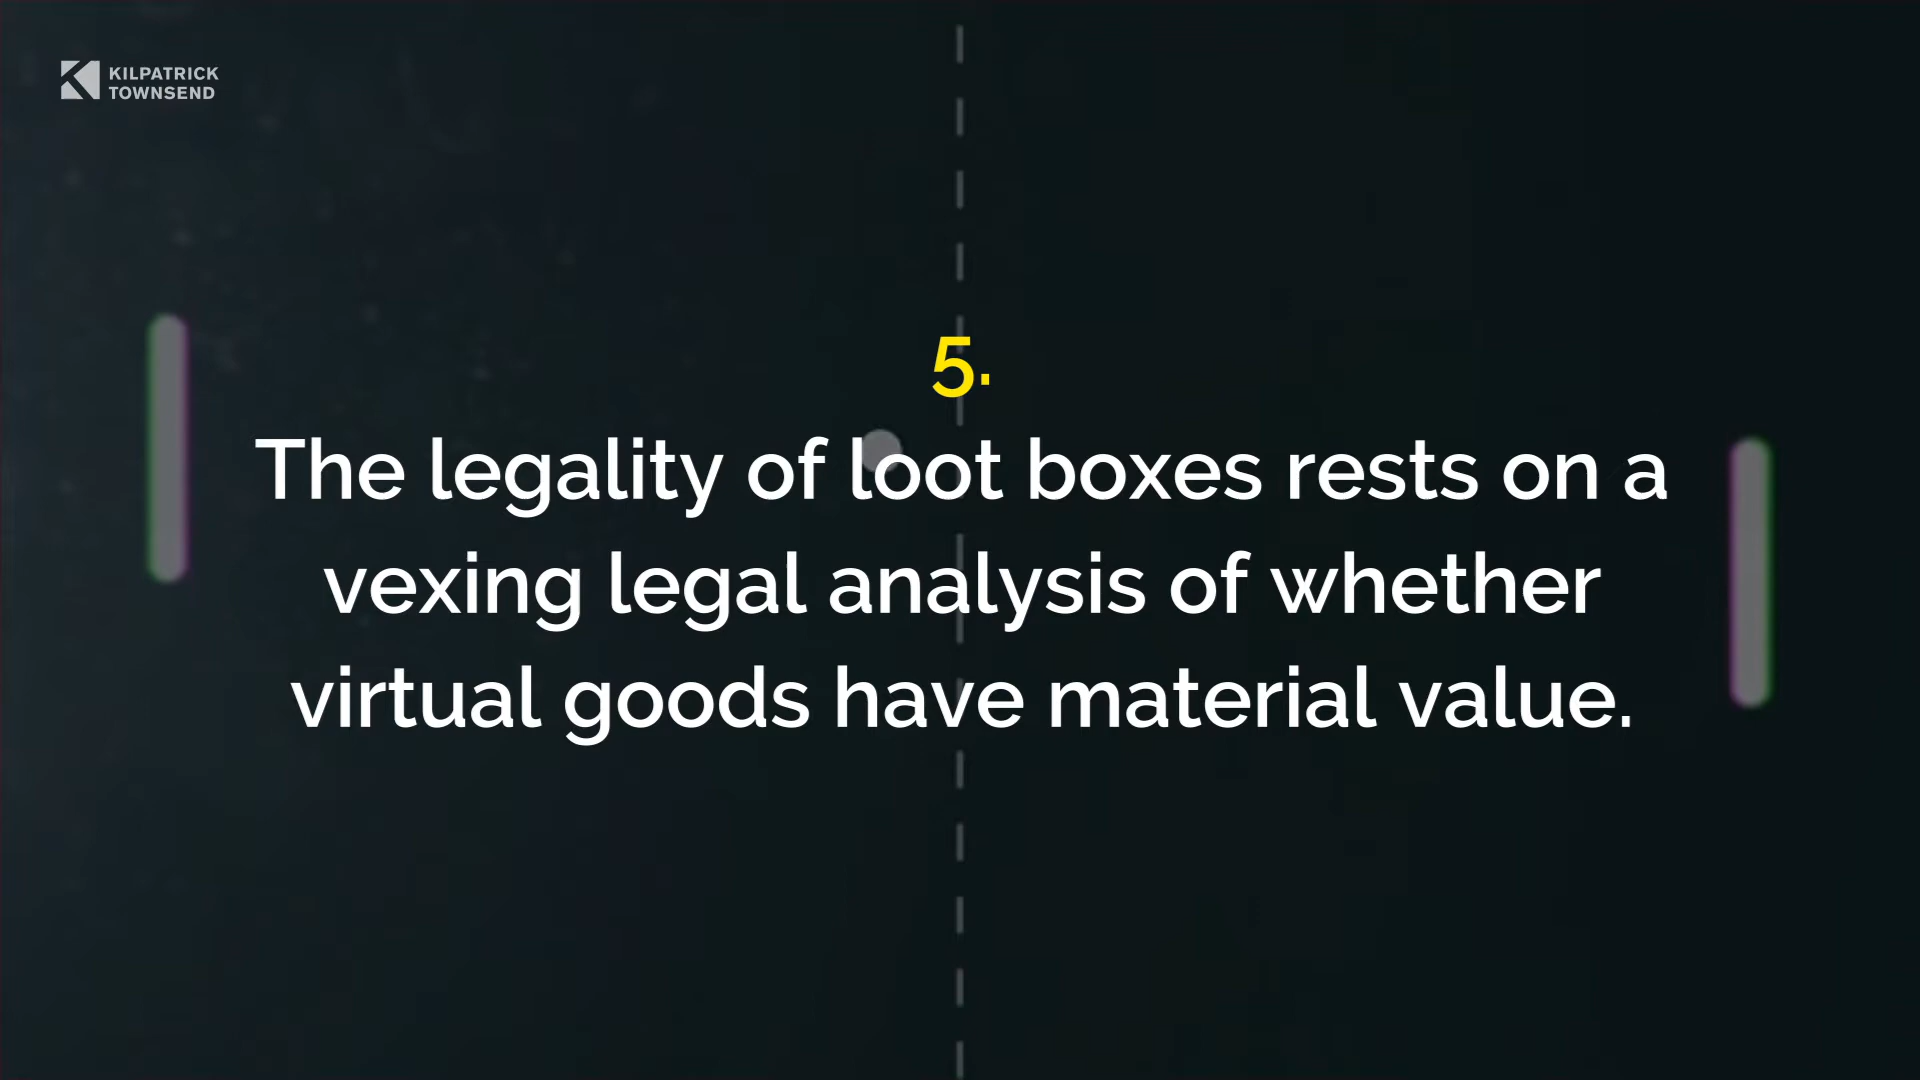 KILPATRICK
TOWNSEND
5.
The legality of loot boxes rests on a
vexing legal analysis of whether
virtual goods have material value.